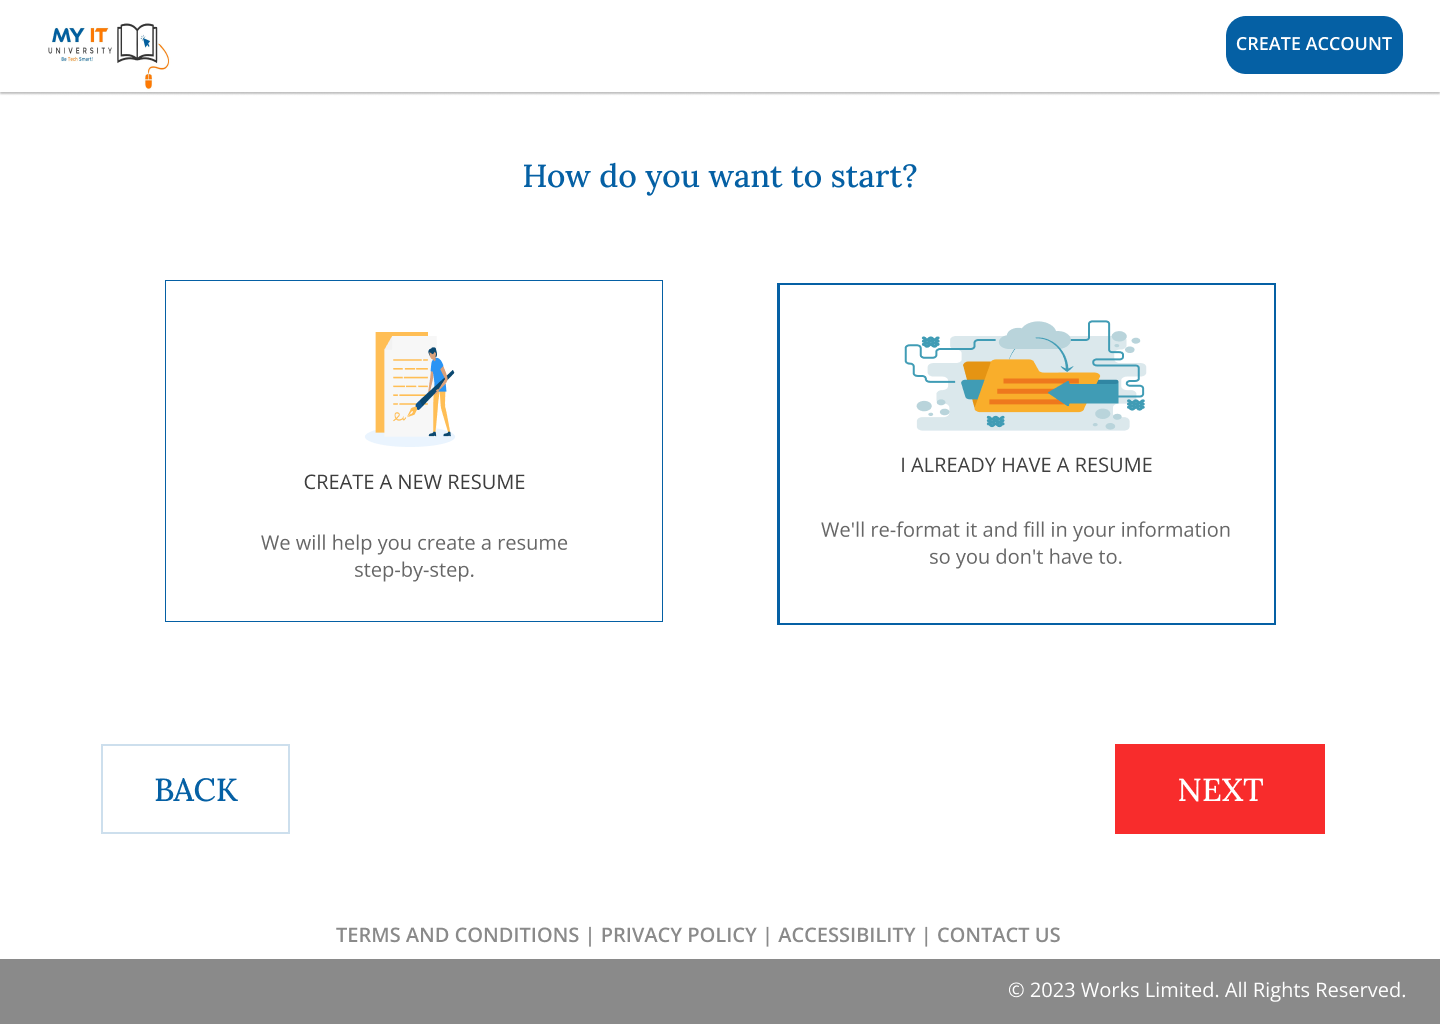 MY IT
UNIVERSITY
Be Tech Smart!
CREATE ACCOUNT
How do you want to start?
CREATE A NEW RESUME
We will help you create a resume
step-by-step.
I ALREADY HAVE A RESUME
We'll re-format it and fill in your information
so you don't have to.
BACK
NEXT
TERMS AND CONDITIONS | PRIVACY POLICY | ACCESSIBILITY | CONTACT US
© 2023 Works Limited. All Rights Reserved.